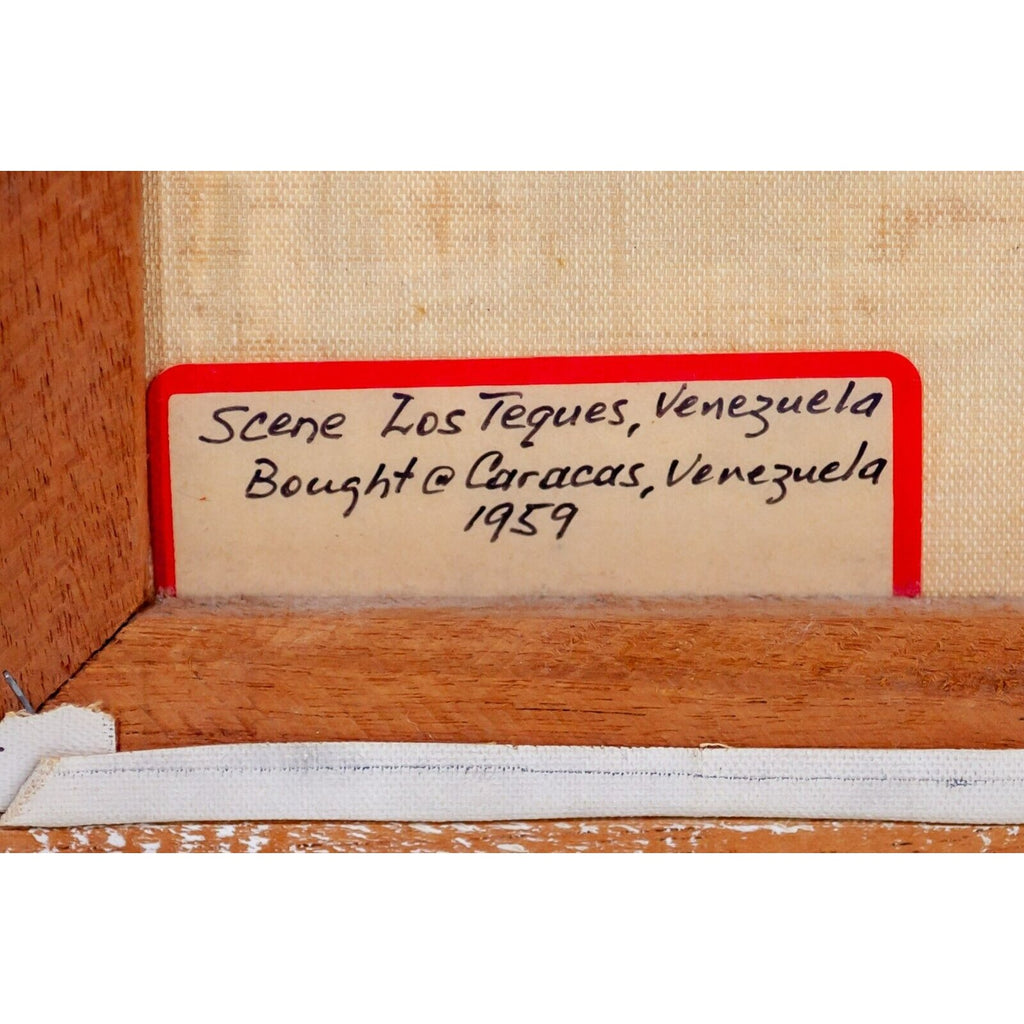 Scene Los Teques, Venezuela
Bought @ Caracas, Venezuela
1959